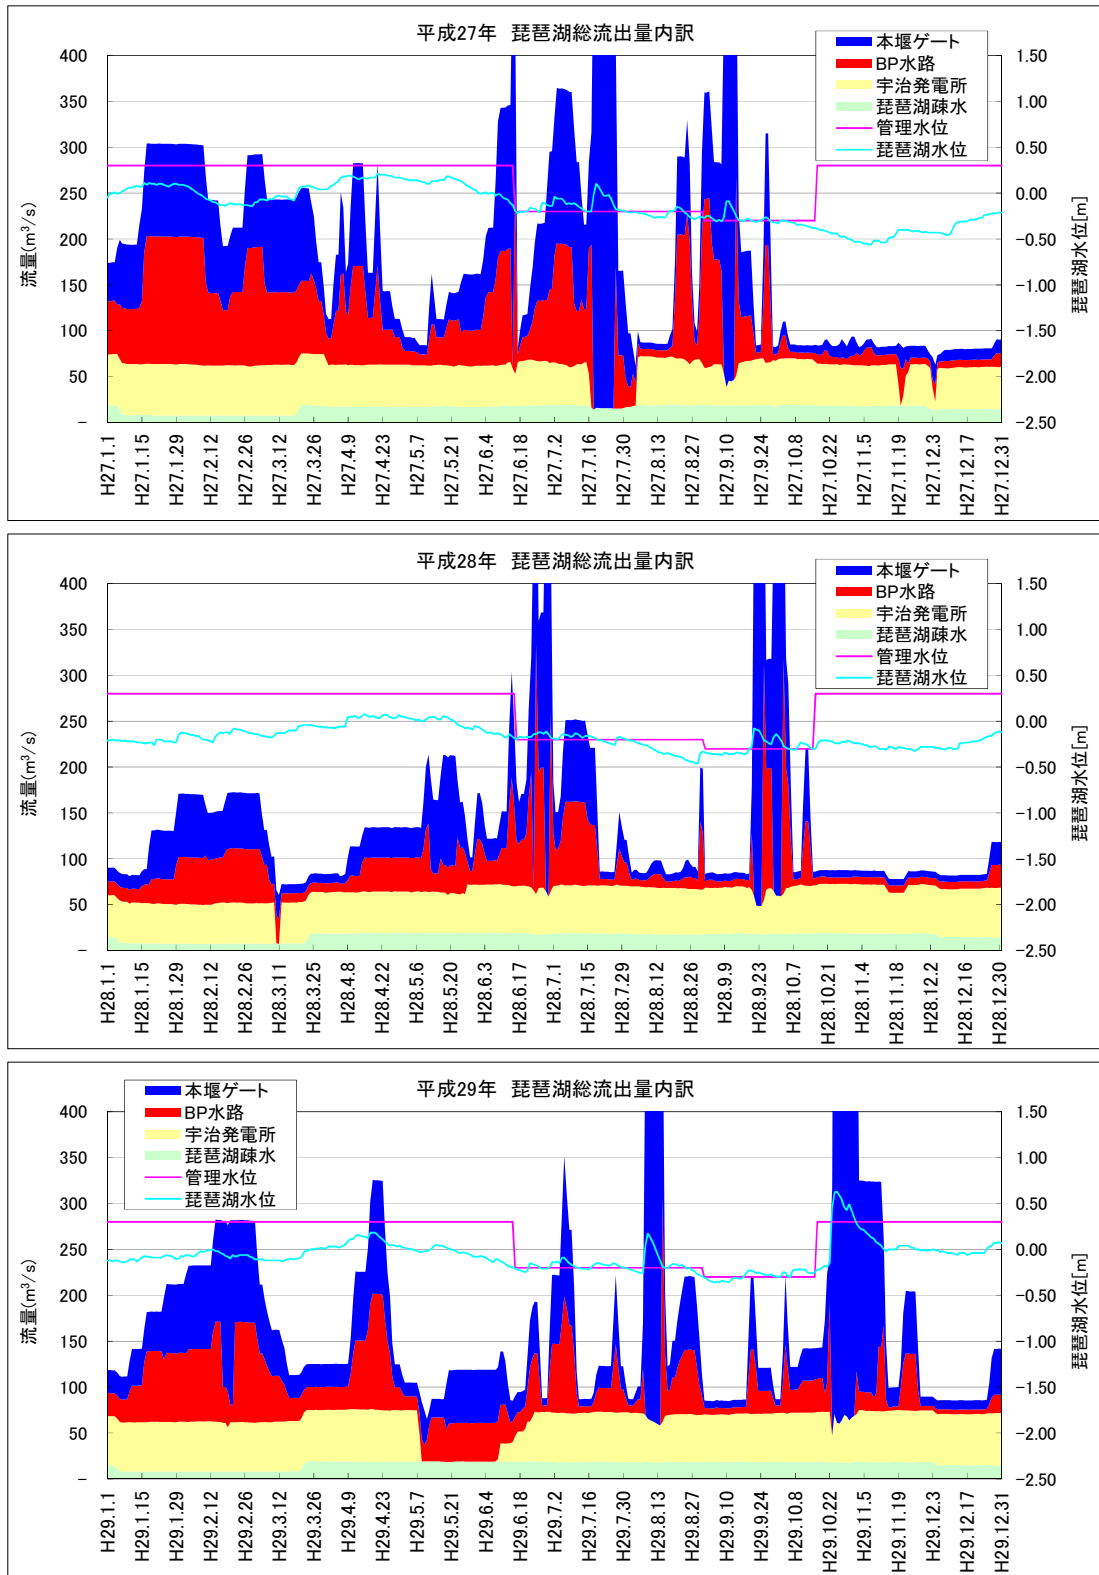 平成27年 琵琶湖総流出量内訳
400
350
300
250
200
150
100
50
–
流量(m³/s)
本堰ゲート
BP水路
宇治発電所
琵琶湖疎水
管理水位
琵琶湖水位
1.50
1.00
0.50
0.00
-0.50
-1.00
-1.50
-2.00
-2.50
琵琶湖水位[m]
H27.1.1
H27.1.15
H27.1.29
H27.2.12
H27.2.26
H27.3.12
H27.3.26
H27.4.9
H27.4.23
H27.5.7
H27.5.21
H27.6.4
H27.6.18
H27.7.2
H27.7.16
H27.7.30
H27.8.13
H27.8.27
H27.9.10
H27.9.24
H27.10.8
H27.10.22
H27.11.5
H27.11.19
H27.12.3
H27.12.17
H27.12.31
平成28年 琵琶湖総流出量内訳
400
350
300
250
200
150
100
50
–
流量(m³/s)
本堰ゲート
BP水路
宇治発電所
琵琶湖疎水
管理水位
琵琶湖水位
1.50
1.00
0.50
0.00
-0.50
-1.00
-1.50
-2.00
-2.50
琵琶湖水位[m]
H28.1.1
H28.1.15
H28.1.29
H28.2.12
H28.2.26
H28.3.11
H28.3.25
H28.4.8
H28.4.22
H28.5.6
H28.5.20
H28.6.3
H28.6.17
H28.7.1
H28.7.15
H28.7.29
H28.8.12
H28.8.26
H28.9.9
H28.9.23
H28.10.7
H28.10.21
H28.11.4
H28.11.18
H28.12.2
H28.12.16
H28.12.30
平成29年 琵琶湖総流出量内訳
400
350
300
250
200
150
100
50
–
流量(m³/s)
本堰ゲート
BP水路
宇治発電所
琵琶湖疎水
管理水位
琵琶湖水位
1.50
1.00
0.50
0.00
-0.50
-1.00
-1.50
-2.00
-2.50
琵琶湖水位[m]
H29.1.1
H29.1.15
H29.1.29
H29.2.12
H29.2.26
H29.3.12
H29.3.26
H29.4.9
H29.4.23
H29.5.7
H29.5.21
H29.6.4
H29.6.18
H29.7.2
H29.7.16
H29.7.30
H29.8.13
H29.8.27
H29.9.10
H29.9.24
H29.10.8
H29.10.22
H29.11.5
H29.11.19
H29.12.3
H29.12.17
H29.12.31